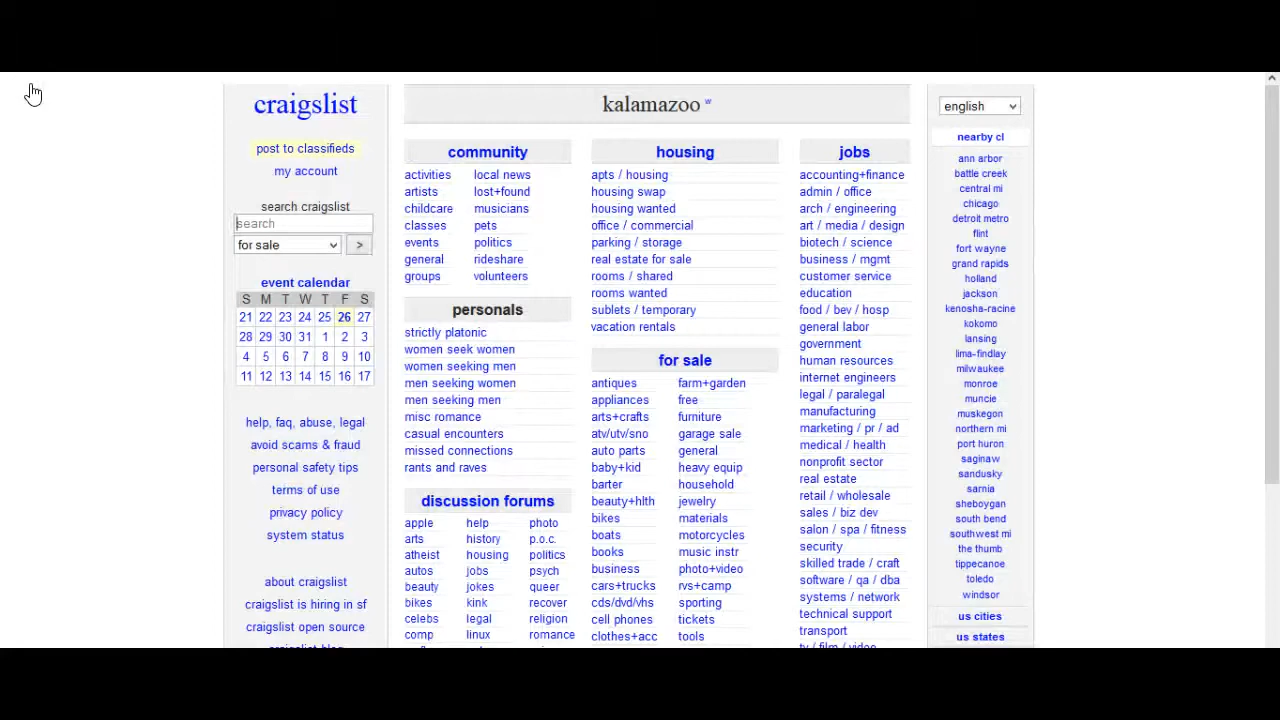 craigslist
post to classifieds
my account
search craigslist
search
for sale
>
event calendar
S M T W T F S
21 22 23 24 25 26 27
28 29 30 31 1 2 3
4 5 6 7 8 9 10
11 12 13 14 15 16 17
help, faq, abuse, legal
avoid scams & fraud
personal safety tips
terms of use
privacy policy
system status
about craigslist
craigslist is hiring in sf
craigslist open source
kalamazoo w
community
activities local news
artists lost+found
childcare musicians
classes pets
events politics
general rideshare
groups volunteers
personals
strictly platonic
women seek women
women seeking men
men seeking women
men seeking men
misc romance
casual encounters
missed connections
rants and raves
discussion forums
apple help photo
arts history p.o.c.
atheist housing politics
autos jobs psych
beauty jokes queer
bikes kink recover
celebs legal religion
comp linux romance
housing
apts / housing
housing swap
housing wanted
office / commercial
parking / storage
real estate for sale
rooms / shared
rooms wanted
sublets / temporary
vacation rentals
for sale
antiques farm+garden
appliances free
arts+crafts furniture
atv/utv/sno garage sale
auto parts general
baby+kid heavy equip
barter household
beauty+hlth jewelry
bikes materials
boats motorcycles
books music instr
business photo+video
cars+trucks rvs+camp
cds/dvd/vhs sporting
cell phones tickets
clothes+acc tools
jobs
accounting+finance
admin / office
arch / engineering
art / media / design
biotech / science
business / mgmt
customer service
education
food / bev / hosp
general labor
government
human resources
internet engineers
legal / paralegal
manufacturing
marketing / pr / ad
medical / health
nonprofit sector
real estate
retail / wholesale
sales / biz dev
salon / spa / fitness
security
skilled trade / craft
software / qa / dba
systems / network
technical support
transport
tv / film / video
english
nearby cl
ann arbor
battle creek
central mi
chicago
detroit metro
flint
fort wayne
grand rapids
holland
jackson
kenosha-racine
kokomo
lansing
lima-findlay
milwaukee
monroe
muncie
muskegon
northern mi
port huron
saginaw
sandusky
sarnia
sheboygan
south bend
southwest mi
the thumb
tippecanoe
toledo
windsor
us cities
us states